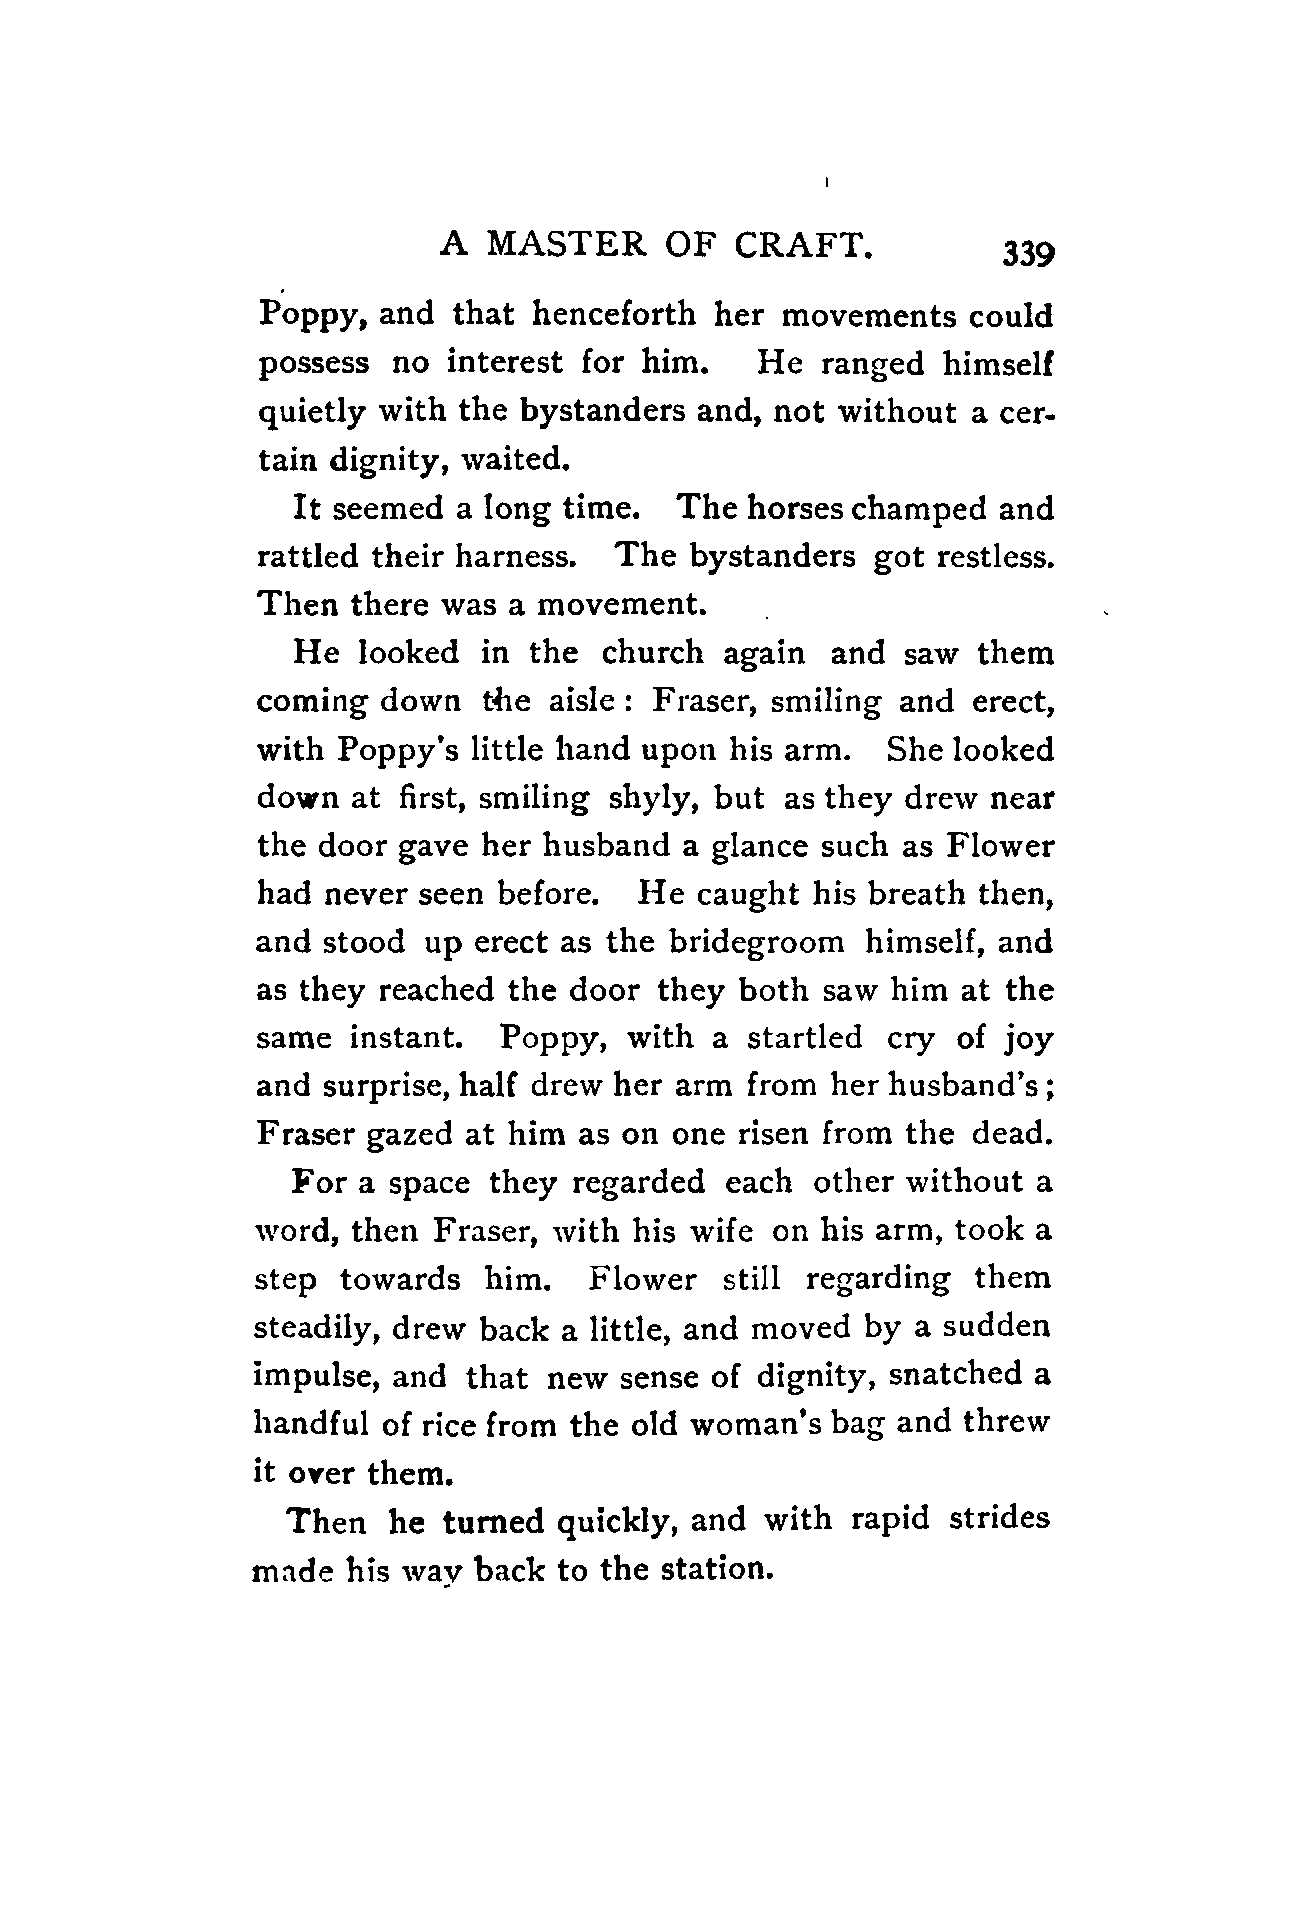 A MASTER OF CRAFT. 339
Poppy, and that henceforth her movements could
possess no interest for him. He ranged himself
quietly with the bystanders and, not without a cer-
tain dignity, waited.
It seemed a long time. The horses champed and
rattled their harness. The bystanders got restless.
Then there was a movement.
He looked in the church again and saw them
coming down the aisle : Fraser, smiling and erect,
with Poppy's little hand upon his arm. She looked
down at first, smiling shyly, but as they drew near
the door gave her husband a glance such as Flower
had never seen before. He caught his breath then,
and stood up erect as the bridegroom himself, and
as they reached the door they both saw him at the
same instant. Poppy, with a startled cry of joy
and surprise, half drew her arm from her husband's ;
Fraser gazed at him as on one risen from the dead.
For a space they regarded each other without a
word, then Fraser, with his wife on his arm, took a
step towards him. Flower still regarding them
steadily, drew back a little, and moved by a sudden
impulse, and that new sense of dignity, snatched a
handful of rice from the old woman's bag and threw
it over them.
Then he turned quickly, and with rapid strides
made his way back to the station.